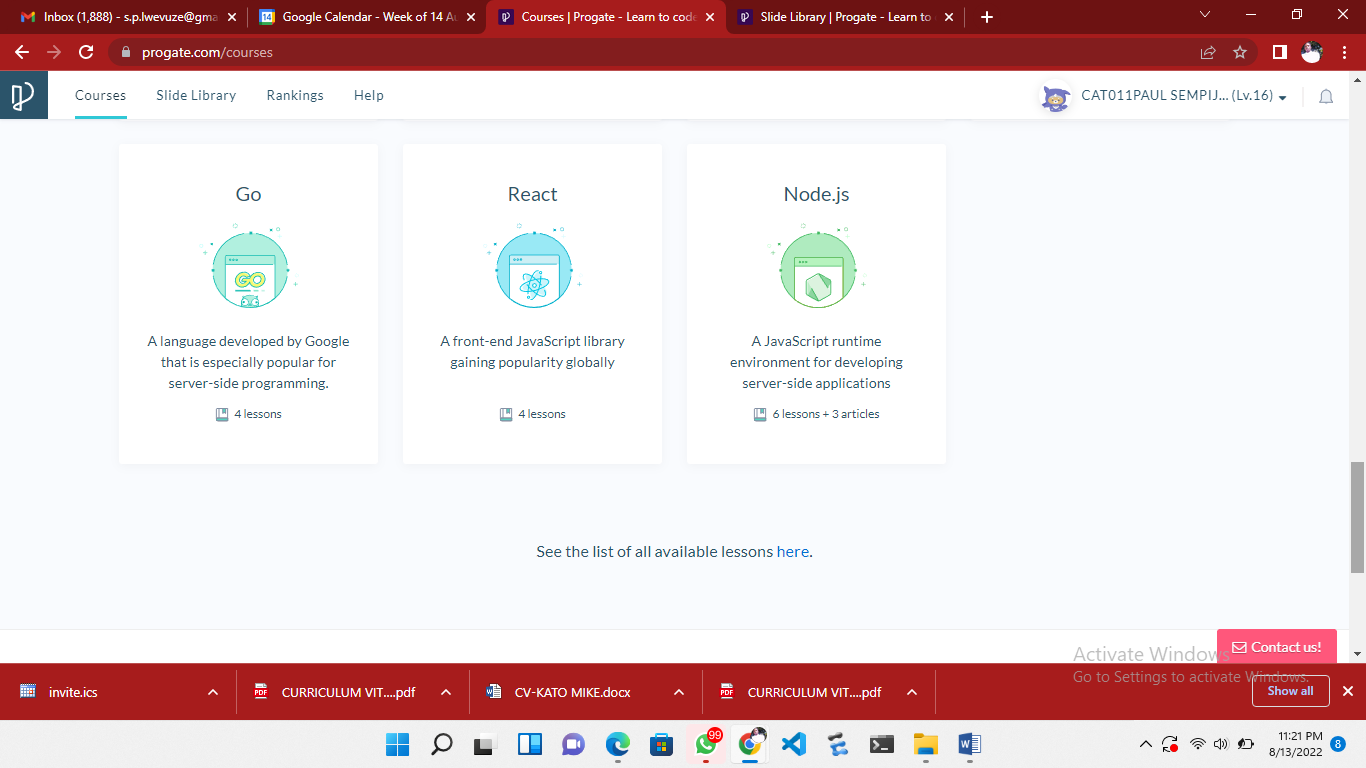 Inbox (1,888) - s.p.lwevuze@gma
Google Calendar - Week of 14 Au
Courses | Progate - Learn to code
Slide Library | Progate - Learn to
progate.com/courses
Courses
Slide Library
Rankings
Help
CAT011PAUL SEMPIJ... (Lv.16)
Go
React
Node.js
GO
A language developed by Google
that is especially popular for
server-side programming.
4 lessons
A front-end JavaScript library
gaining popularity globally
4 lessons
A JavaScript runtime
environment for developing
server-side applications
6 lessons + 3 articles
See the list of all available lessons here.
Contact us!
Activate Windows
Go to Settings to activate Windows.
invite.ics
CURRICULUM VIT....pdf
CV-KATO MIKE.docx
CURRICULUM VIT....pdf
Show all
99
11:21 PM
8/13/2022
8